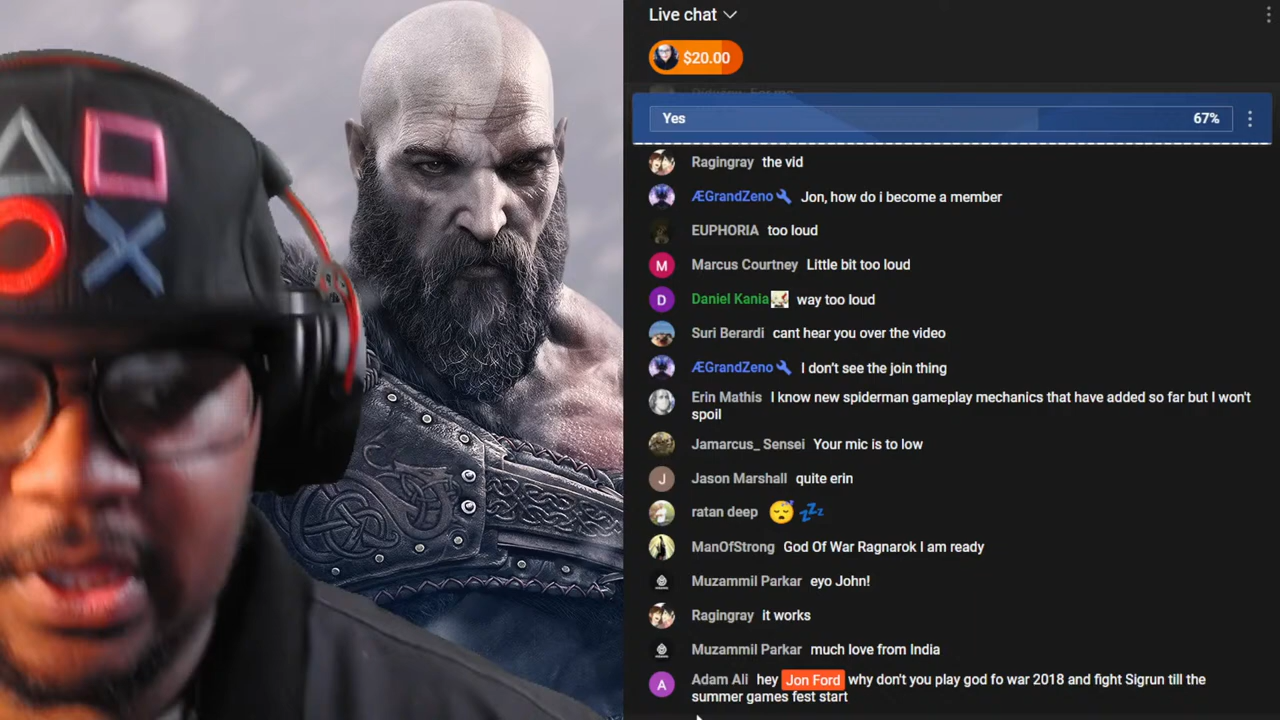 Live chat
$20.00
Yes 67%
Ragingray the vid
ÆGrandZeno Jon, how do i become a member
EUPHORIA too loud
M Marcus Courtney Little bit too loud
D Daniel Kania way too loud
Suri Berardi cant hear you over the video
ÆGrandZeno I don't see the join thing
Erin Mathis I know new spiderman gameplay mechanics that have added so far but I won't
spoil
Jamarcus_ Sensei Your mic is to low
J Jason Marshall quite erin
ratan deep 😴 💤
ManOfStrong God Of War Ragnarok I am ready
Muzammil Parkar eyo John!
Ragingray it works
Muzammil Parkar much love from India
A Adam Ali hey Jon Ford why don't you play god fo war 2018 and fight Sigrun till the
summer games fest start